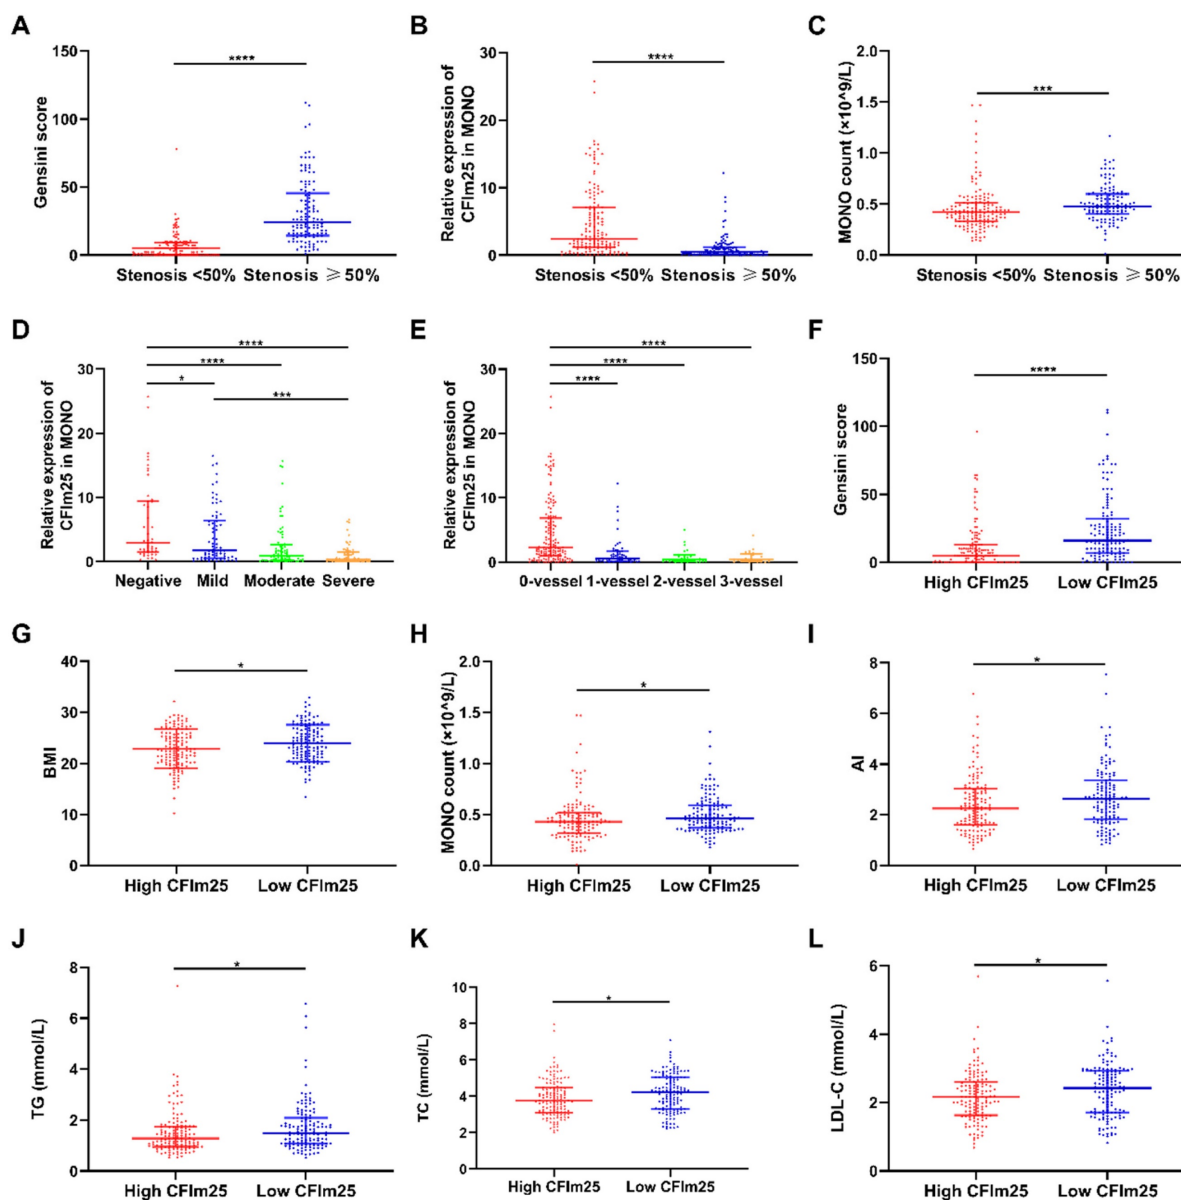 A
Gensini score
150
100
50
0
****
Stenosis <50% Stenosis ⩾ 50%
B
Relative expression of
CFIm25 in MONO
30
20
10
0
****
Stenosis <50% Stenosis ⩾ 50%
C
MONO count (×10^9/L)
2.0
1.5
1.0
0.5
0.0
***
Stenosis <50% Stenosis ⩾ 50%
D
Relative expression of
CFIm25 in MONO
30
20
10
0
****
****
*
***
Negative Mild Moderate Severe
E
Relative expression of
CFIm25 in MONO
30
20
10
0
****
****
****
0-vessel 1-vessel 2-vessel 3-vessel
F
Gensini score
150
100
50
0
****
High CFIm25 Low CFIm25
G
BMI
40
30
20
10
0
*
High CFIm25 Low CFIm25
H
MONO count (×10^9/L)
2.0
1.5
1.0
0.5
0.0
*
High CFIm25 Low CFIm25
I
AI
8
6
4
2
0
*
High CFIm25 Low CFIm25
J
TG (mmol/L)
8
6
4
2
0
*
High CFIm25 Low CFIm25
K
TC (mmol/L)
10
8
6
4
2
0
*
High CFIm25 Low CFIm25
L
LDL-C (mmol/L)
6
4
2
0
*
High CFIm25 Low CFIm25